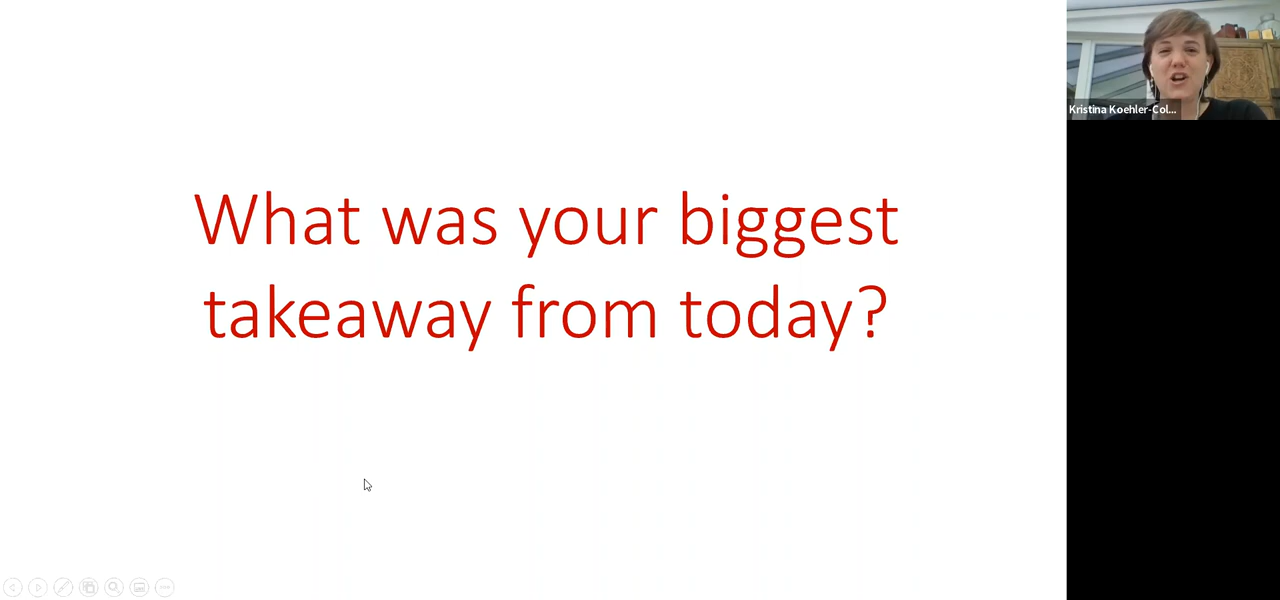 What was your biggest
takeaway from today?
Kristina Koehler-Col...